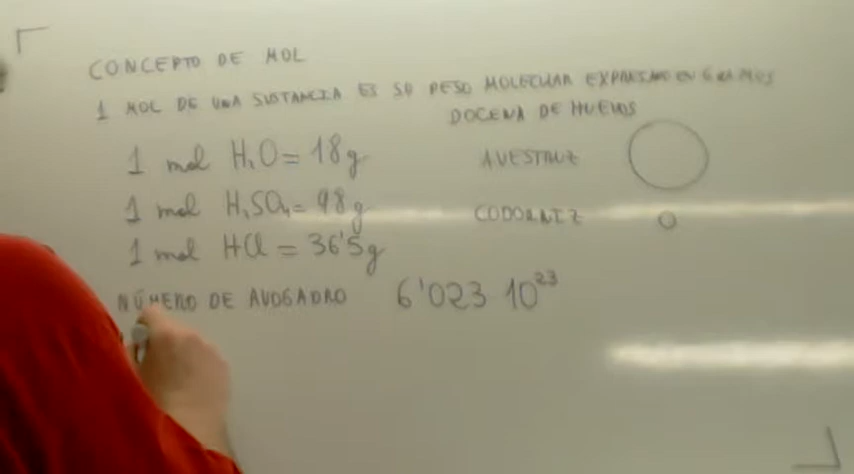 CONCEPTO DE MOL
1 MOL DE UNA SUSTANCIA ES SU PESO MOLECULAR EXPRESADO EN GRAMOS
DOCENA DE HUEVOS
1 mol H₂O = 18g
AVESTRUZ
1 mol H₂SO₄ = 98g
CODORNIZ
1 mol HCl = 36'5g
NÚMERO DE AVOGADRO 6'023 10²³